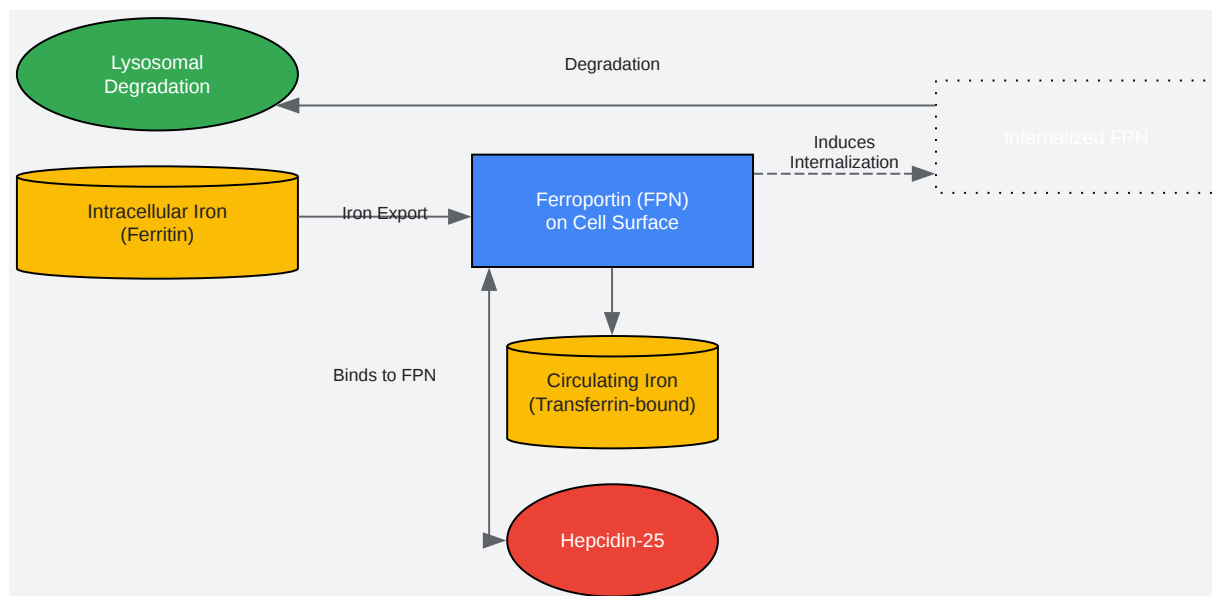 Lysosomal
Degradation
Degradation
Internalized FPN
Induces
Internalization
Intracellular Iron
(Ferritin)
Iron Export
Ferroportin (FPN)
on Cell Surface
Binds to FPN
Circulating Iron
(Transferrin-bound)
Hepcidin-25